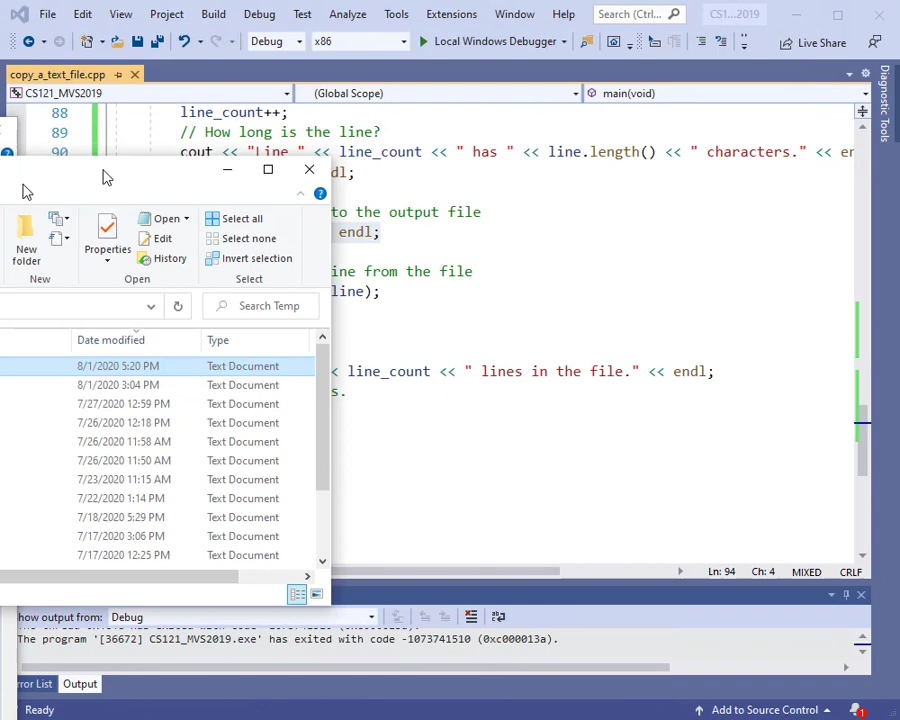 File Edit View Project Build Debug Test Analyze Tools Extensions Window Help Search (Ctrl... CS1...2019
Debug x86 Local Windows Debugger Live Share
copy_a_text_file.cpp
CS121_MVS2019 (Global Scope) main(void)
Diagnostic Tools
88 line_count++;
89 // How long is the line?
90 cout << "Line " << line_count << " has " << line.length() << " characters." << en
dl;
to the output file
endl;
ine from the file
line);
< line_count << " lines in the file." << endl;
s.
New folder
Properties
Open
Edit
History
Select all
Select none
Invert selection
New Open Select
Search Temp
Date modified Type
8/1/2020 5:20 PM Text Document
8/1/2020 3:04 PM Text Document
7/27/2020 12:59 PM Text Document
7/26/2020 12:18 PM Text Document
7/26/2020 11:58 AM Text Document
7/26/2020 11:50 AM Text Document
7/23/2020 11:15 AM Text Document
7/22/2020 1:14 PM Text Document
7/18/2020 5:29 PM Text Document
7/17/2020 3:06 PM Text Document
7/17/2020 12:25 PM Text Document
Ln: 94 Ch: 4 MIXED CRLF
how output from: Debug
The program '[36672] CS121_MVS2019.exe' has exited with code -1073741510 (0xc000013a).
rror List Output
Ready Add to Source Control 1